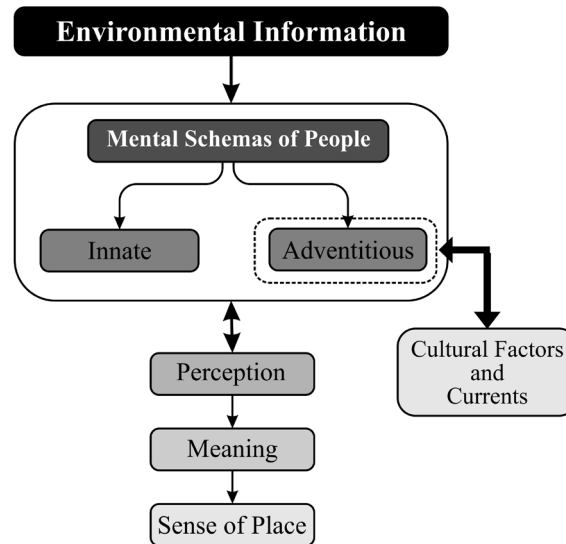 Environmental Information
Mental Schemas of People
Innate
Adventitious
Cultural Factors
and
Currents
Perception
Meaning
Sense of Place